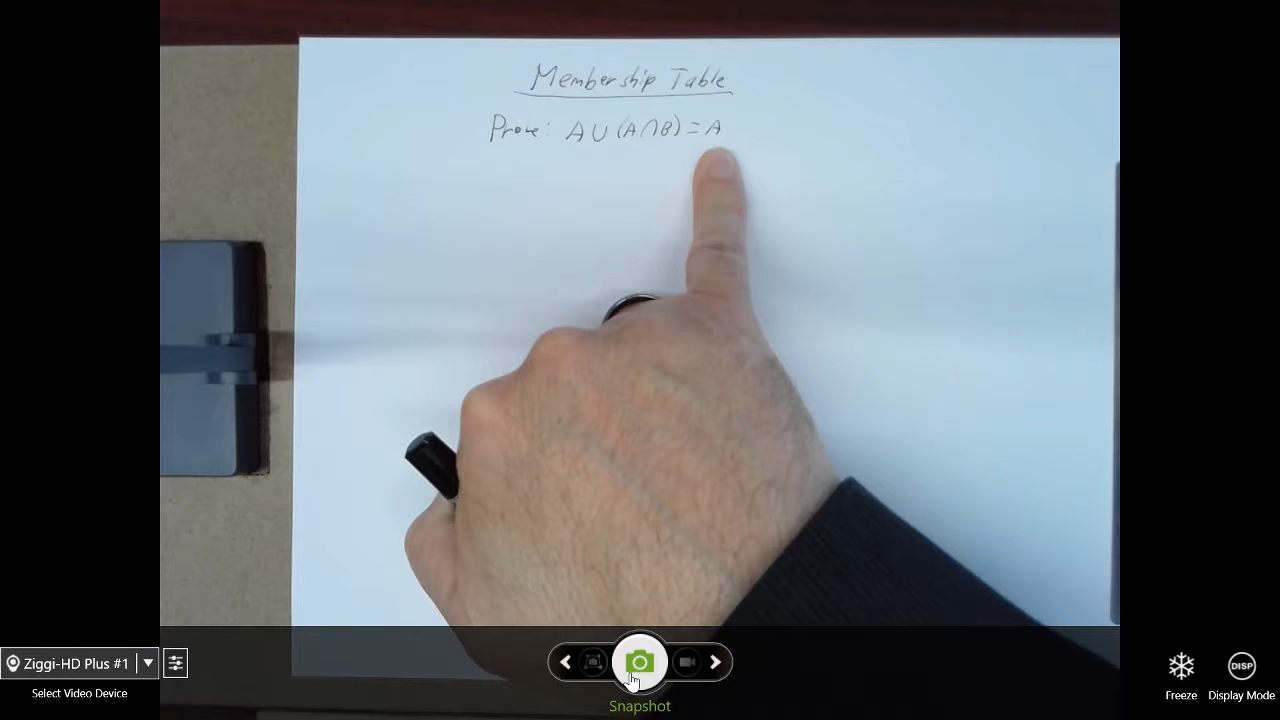 Membership Table
Prove: A∪(A∩B)=A
Ziggi-HD Plus #1
Select Video Device
Snapshot
Freeze
DISP
Display Mode